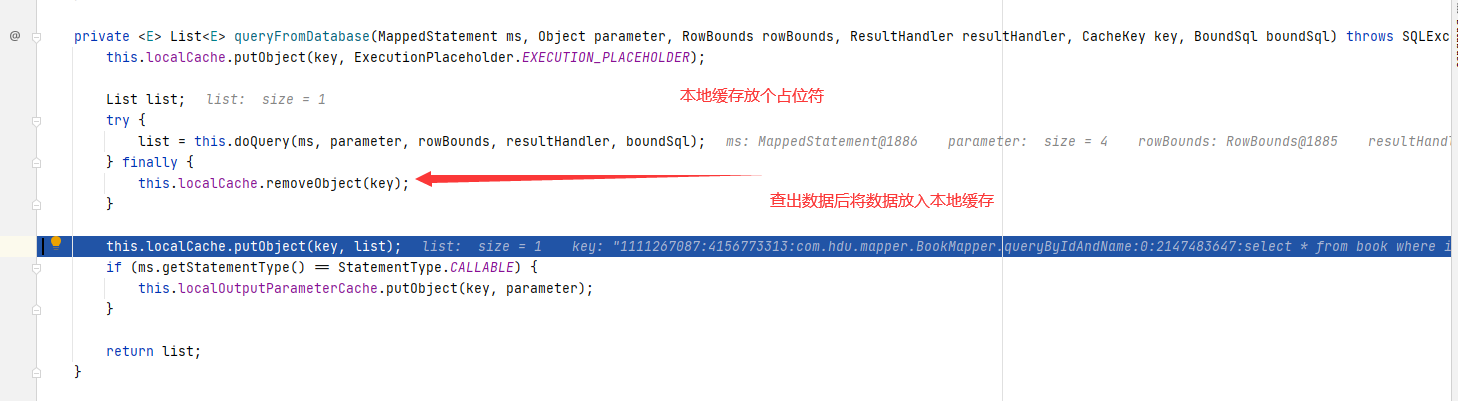 private <E> List<E> queryFromDatabase(MappedStatement ms, Object parameter, RowBounds rowBounds, ResultHandler resultHandler, CacheKey key, BoundSql boundSql) throws SQLExc
this.localCache.putObject(key, ExecutionPlaceholder.EXECUTION_PLACEHOLDER);
List list; list: size = 1
本地缓存放个占位符
try {
list = this.doQuery(ms, parameter, rowBounds, resultHandler, boundSql); ms: MappedStatement@1886 parameter: size = 4 rowBounds: RowBounds@1885 resultHandl
} finally {
this.localCache.removeObject(key);
查出数据后将数据放入本地缓存
}
this.localCache.putObject(key, list); list: size = 1 key: "1111267087:4156773313:com.hdu.mapper.BookMapper.queryByIdAndName:0:2147483647:select * from book where i
if (ms.getStatementType() == StatementType.CALLABLE) {
this.localOutputParameterCache.putObject(key, parameter);
}
return list;
}